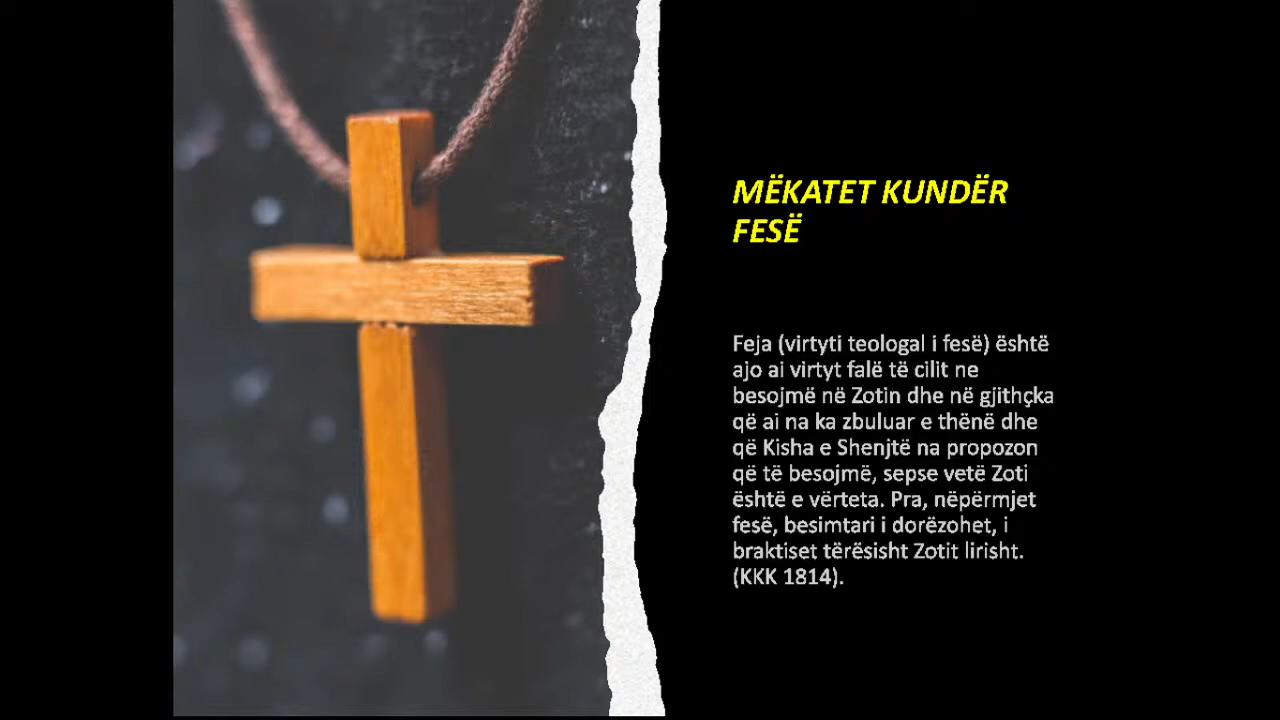 MËKATET KUNDËR
FESË
Feja (virtyti teologal i fesë) është
ajo ai virtyt falë të cilit ne
besojmë në Zotin dhe në gjithçka
që ai na ka zbuluar e thënë dhe
që Kisha e Shenjtë na propozon
që të besojmë, sepse vetë Zoti
është e vërteta. Pra, nëpërmjet
fesë, besimtari i dorëzohet, i
braktiset tërësisht Zotit lirisht.
(KKK 1814).